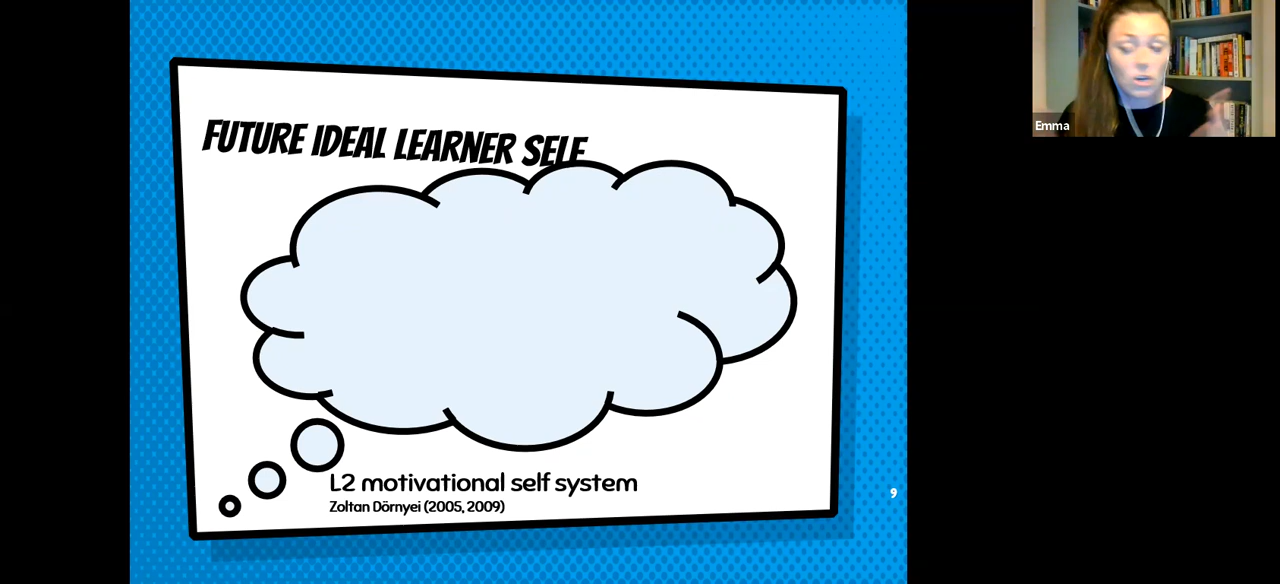 FUTURE IDEAL LEARNER SELF
L2 motivational self system
Zoltan Dörnyei (2005, 2009)
9
Emma